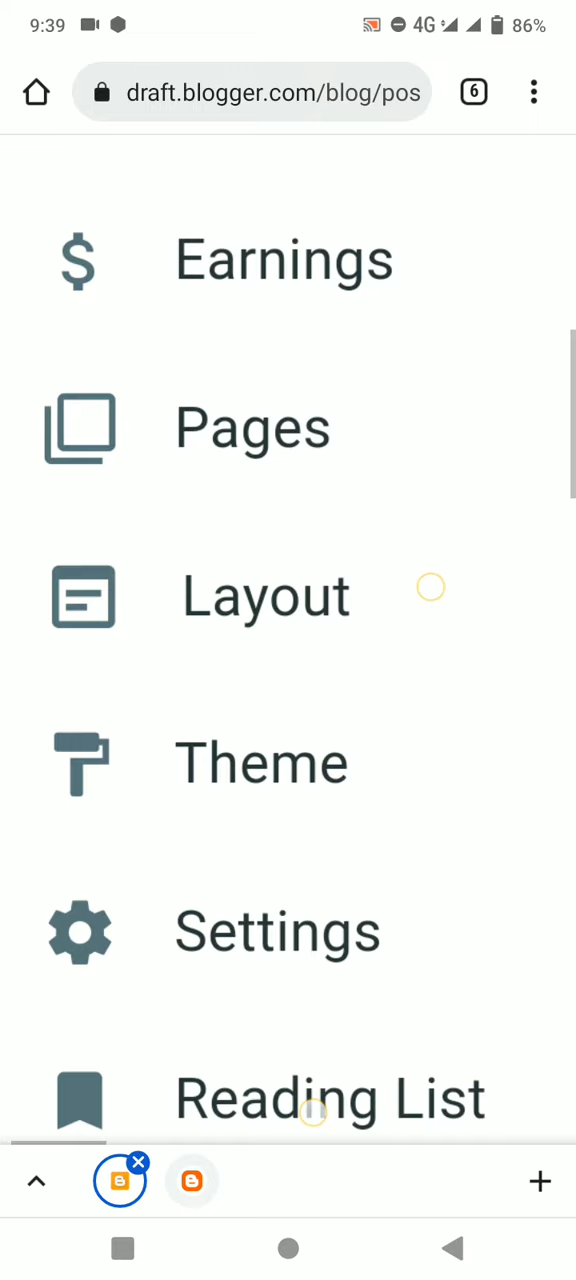 9:39 4G 86%
draft.blogger.com/blog/pos 6
$ Earnings
Pages
Layout
Theme
Settings
Reading List